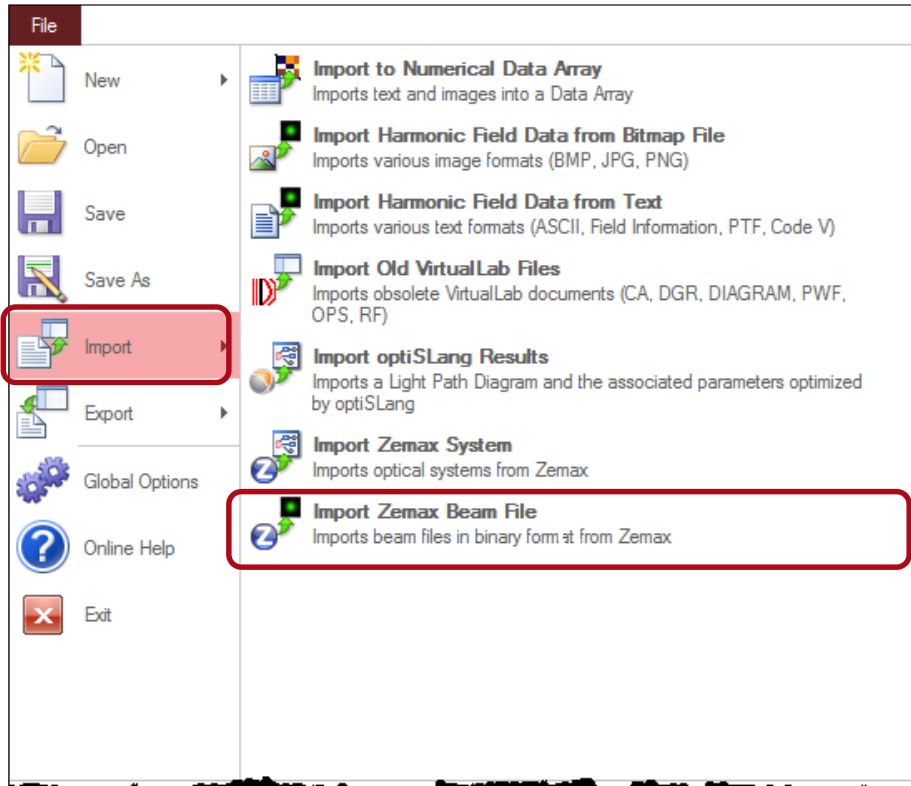 File
New
Open
Save
Save As
Import
Export
Global Options
Online Help
Exit
Import to Numerical Data Array
Imports text and images into a Data Array
Import Harmonic Field Data from Bitmap File
Imports various image formats (BMP, JPG, PNG)
Import Harmonic Field Data from Text
Imports various text formats (ASCII, Field Information, PTF, Code V)
Import Old VirtualLab Files
Imports obsolete VirtualLab documents (CA, DGR, DIAGRAM, PWF,
OPS, RF)
Import optiSLang Results
Imports a Light Path Diagram and the associated parameters optimized
by optiSLang
Import Zemax System
Imports optical systems from Zemax
Import Zemax Beam File
Imports beam files in binary format from Zemax